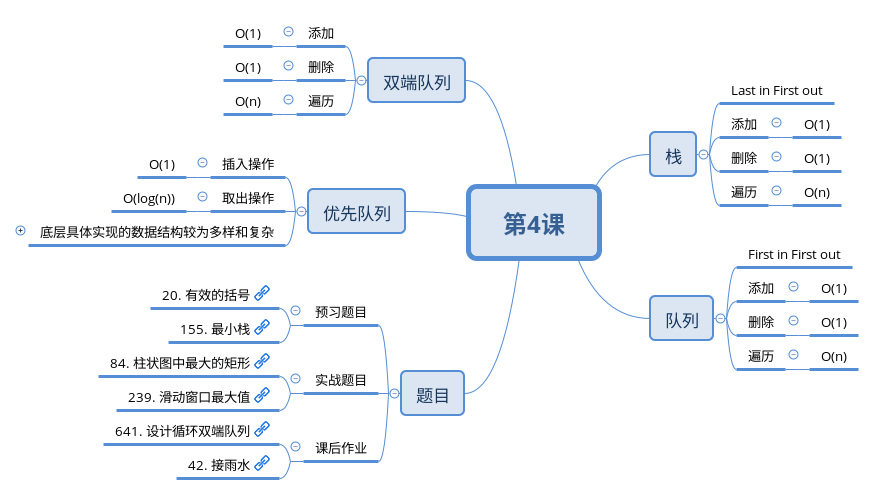 第4课
栈
Last in First out
添加 O(1)
删除 O(1)
遍历 O(n)
队列
First in First out
添加 O(1)
删除 O(1)
遍历 O(n)
双端队列
添加 O(1)
删除 O(1)
遍历 O(n)
优先队列
插入操作 O(1)
取出操作 O(log(n))
底层具体实现的数据结构较为多样和复杂
题目
预习题目
20. 有效的括号
155. 最小栈
实战题目
84. 柱状图中最大的矩形
239. 滑动窗口最大值
课后作业
641. 设计循环双端队列
42. 接雨水